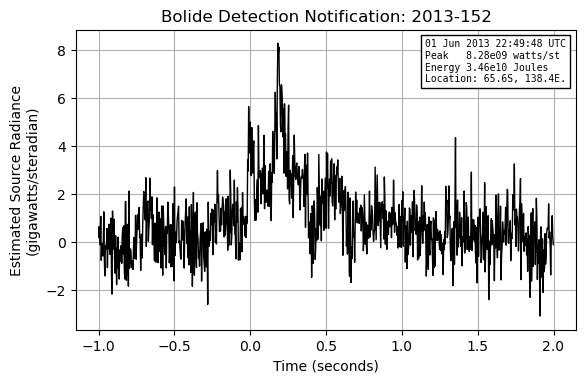 Bolide Detection Notification: 2013-152
01 Jun 2013 22:49:48 UTC
Peak   8.28e09 watts/st
Energy 3.46e10 Joules
Location: 65.6S, 138.4E.
Estimated Source Radiance
(gigawatts/steradian)
8
6
4
2
0
−2
−1.0 −0.5 0.0 0.5 1.0 1.5 2.0
Time (seconds)